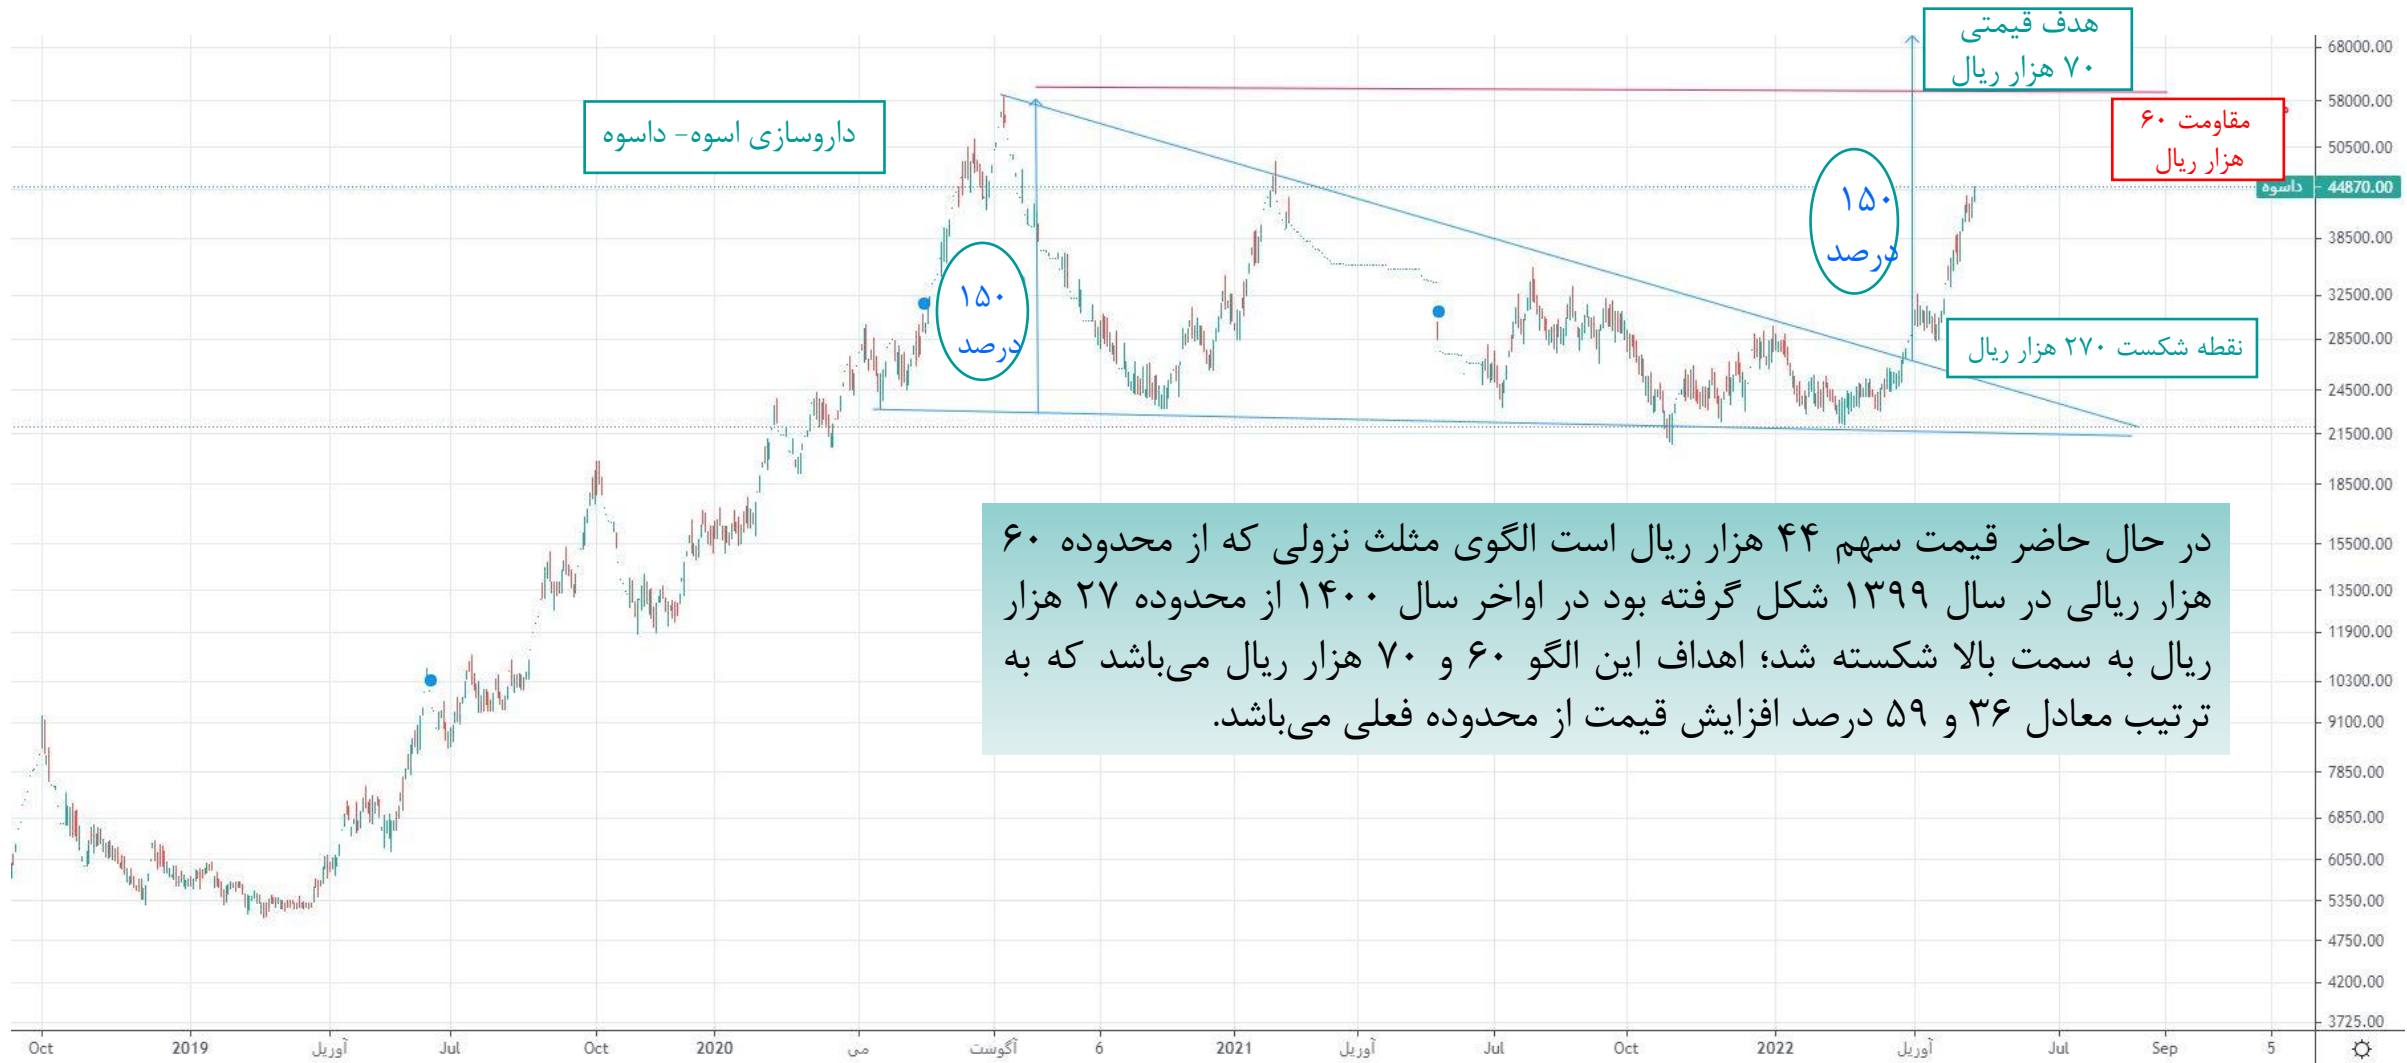 هدف قیمتی
۷۰ هزار ریال
68000.00
58000.00
مقاومت ۶۰
هزار ریال
داروسازی اسوه- داسوه
50500.00
داسوه
44870.00
۱۵۰
درصد
38500.00
۱۵۰
درصد
32500.00
نقطه شکست ۲۷۰ هزار ریال
28500.00
24500.00
21500.00
18500.00
در حال حاضر قیمت سهم ۴۴ هزار ریال است الگوی مثلث نزولی که از محدوده ۶۰
هزار ریالی در سال ۱۳۹۹ شکل گرفته بود در اواخر سال ۱۴۰۰ از محدوده ۲۷ هزار
ریال به سمت بالا شکسته شد؛ اهداف این الگو ۶۰ و ۷۰ هزار ریال می‌باشد که به
ترتیب معادل ۳۶ و ۵۹ درصد افزایش قیمت از محدوده فعلی می‌باشد.
15500.00
13500.00
11900.00
10300.00
9100.00
7850.00
6850.00
6050.00
5350.00
4750.00
4200.00
3725.00
Oct 2019 آوریل Jul Oct 2020 می آگوست 6 2021 آوریل Jul Oct 2022 آوریل Jul Sep 5